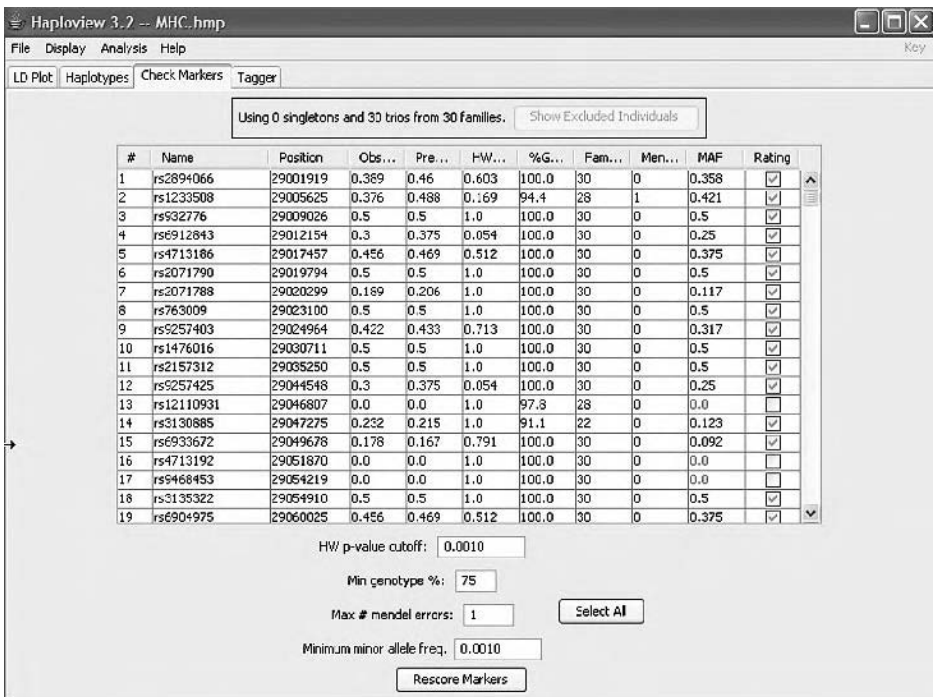 Haploview 3.2 -- MHC.hmp
File Display Analysis Help Key
LD Plot Haplotypes Check Markers Tagger
Using 0 singletons and 30 trios from 30 families. Show Excluded Individuals
# Name Position Obs... Pre... HW... %G... Fam... Men... MAF Rating
1 rs2894066 29001919 0.389 0.46 0.603 100.0 30 0 0.358
2 rs1233508 29005625 0.376 0.488 0.169 94.4 28 1 0.421
3 rs932776 29009026 0.5 0.5 1.0 100.0 30 0 0.5
4 rs6912843 29012154 0.3 0.375 0.054 100.0 30 0 0.25
5 rs4713186 29017457 0.456 0.469 0.512 100.0 30 0 0.375
6 rs2071790 29019794 0.5 0.5 1.0 100.0 30 0 0.5
7 rs2071788 29020299 0.189 0.206 1.0 100.0 30 0 0.117
8 rs763009 29023100 0.5 0.5 1.0 100.0 30 0 0.5
9 rs9257403 29024964 0.422 0.433 0.713 100.0 30 0 0.317
10 rs1476016 29030711 0.5 0.5 1.0 100.0 30 0 0.5
11 rs2157312 29035250 0.5 0.5 1.0 100.0 30 0 0.5
12 rs9257425 29044548 0.3 0.375 0.054 100.0 30 0 0.25
13 rs12110931 29046807 0.0 0.0 1.0 97.8 28 0 0.0
14 rs3130885 29047275 0.232 0.215 1.0 91.1 22 0 0.123
15 rs6933672 29049678 0.178 0.167 0.791 100.0 30 0 0.092
16 rs4713192 29051870 0.0 0.0 1.0 100.0 30 0 0.0
17 rs9468453 29054219 0.0 0.0 1.0 100.0 30 0 0.0
18 rs3135322 29054910 0.5 0.5 1.0 100.0 30 0 0.5
19 rs6904975 29060025 0.456 0.469 0.512 100.0 30 0 0.375
HW p-value cutoff: 0.0010
Min genotype %: 75
Max # mendel errors: 1 Select All
Minimum minor allele freq. 0.0010
Rescore Markers